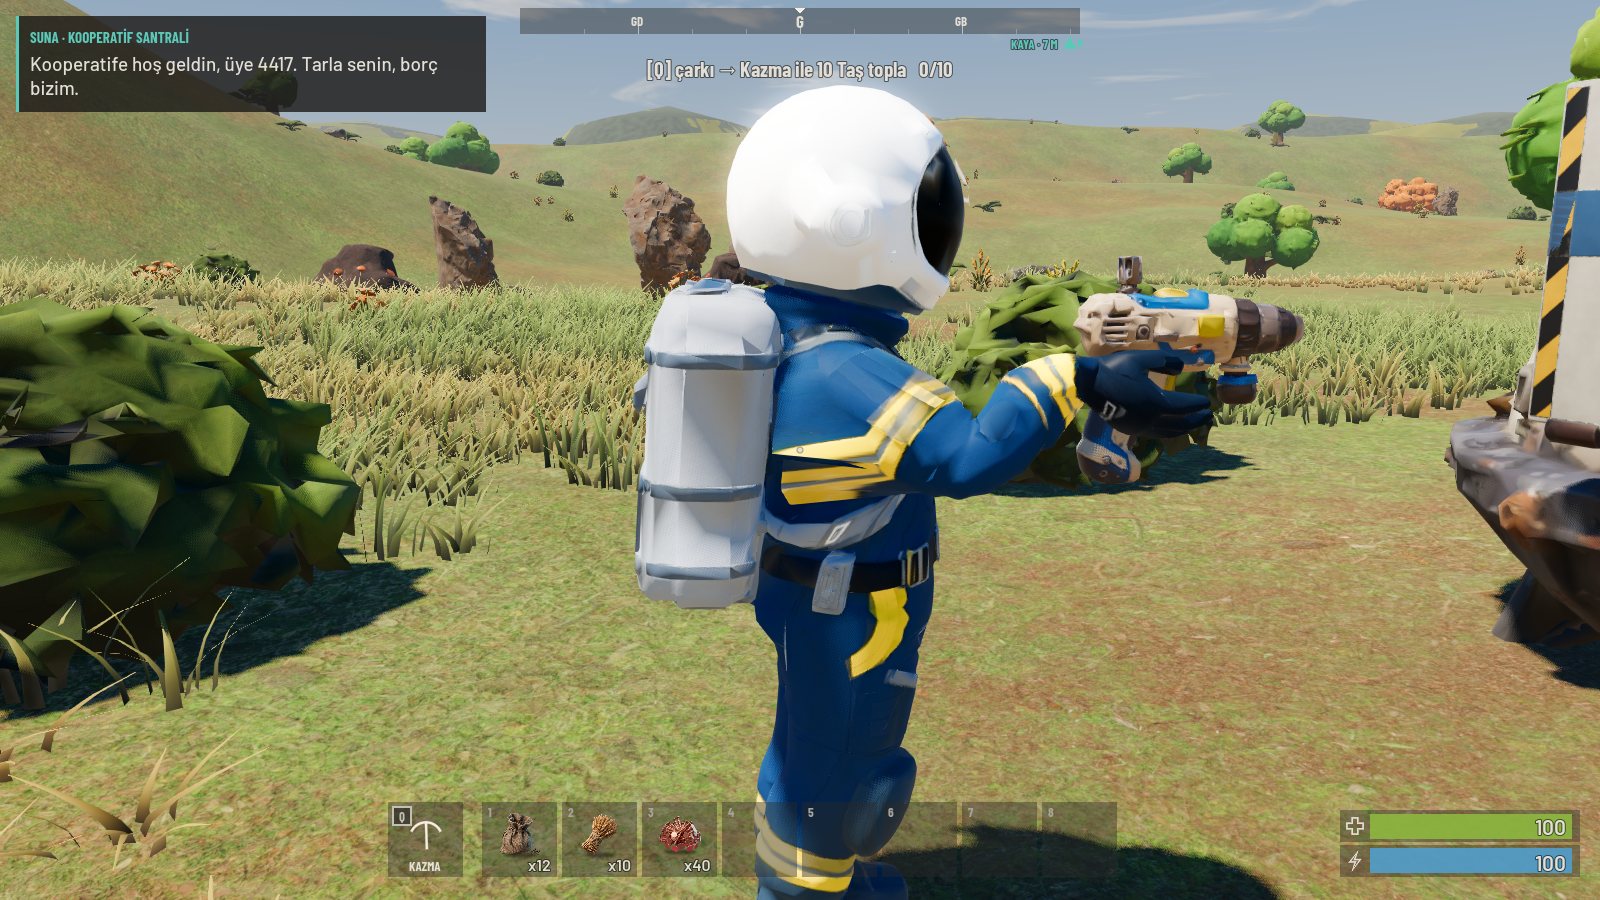 SUNA · KOOPERATİF SANTRALİ
Kooperatife hoş geldin, üye 4417. Tarla senin, borç
bizim.
GD G GB
KAYA · 7 M
[Q] çarkı → Kazma ile 10 Taş topla 0/10
Q
KAZMA
1 x12
2 x10
3 x40
4
5
6
7
8
100
100